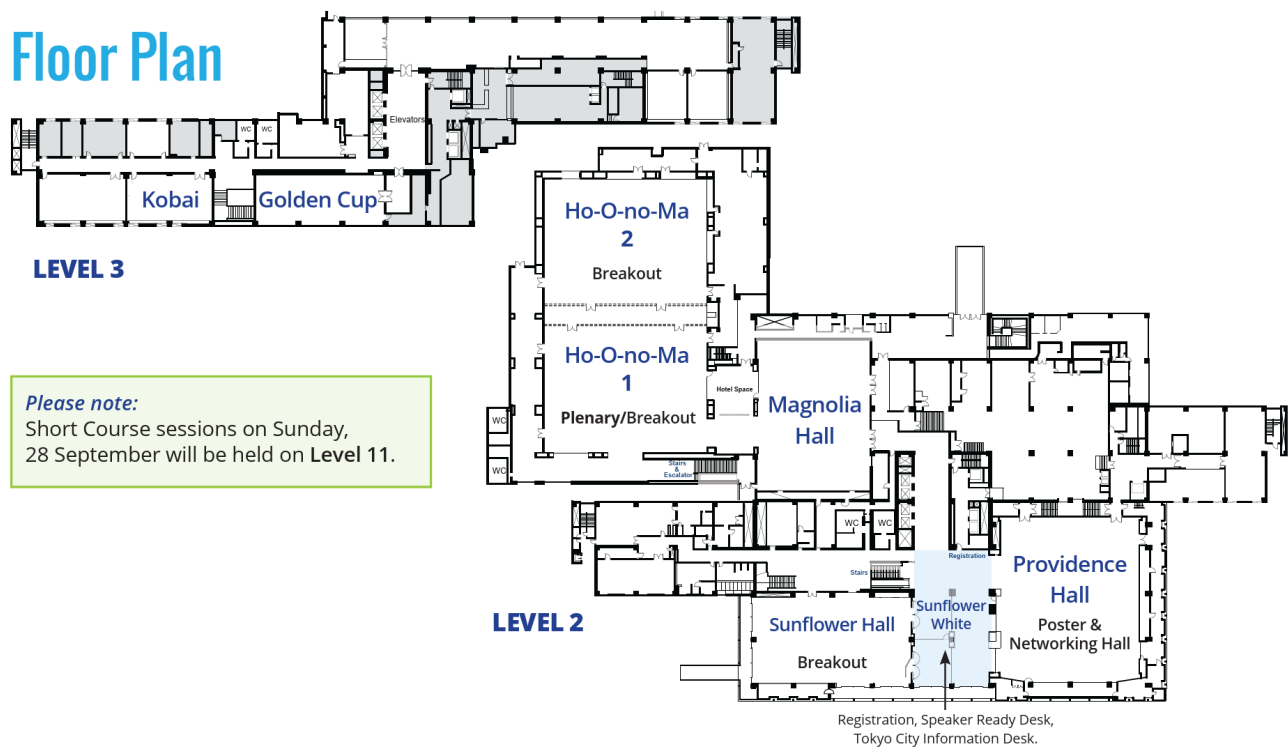 Floor Plan
WC
WC
Elevators
Kobai
Golden Cup
LEVEL 3
Ho-O-no-Ma
2
Breakout
Ho-O-no-Ma
1
Plenary/Breakout
Hotel Space
Magnolia
Hall
Please note:
Short Course sessions on Sunday,
28 September will be held on Level 11.
WC
WC
Stairs
&
Escalator
WC
WC
Registration
Stairs
Providence
Hall
Poster &
Networking Hall
Sunflower
White
Sunflower Hall
Breakout
LEVEL 2
Registration, Speaker Ready Desk,
Tokyo City Information Desk.